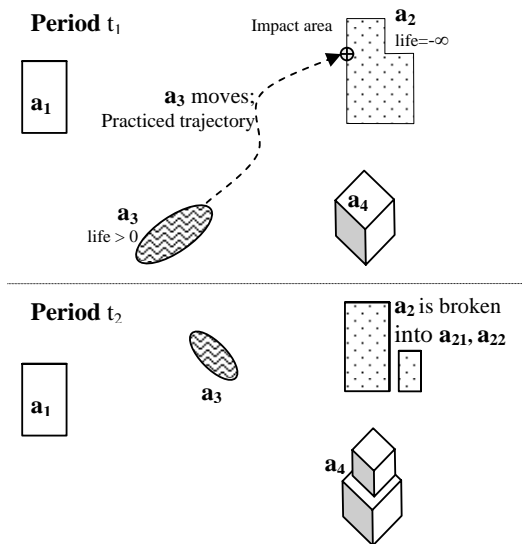 Period t₁
Impact area
a₂
life=-∞
a₁
a₃ moves;
Practiced trajectory
a₃
life > 0
a₄
Period t₂
a₂ is broken
into a₂₁, a₂₂
a₁
a₃
a₄